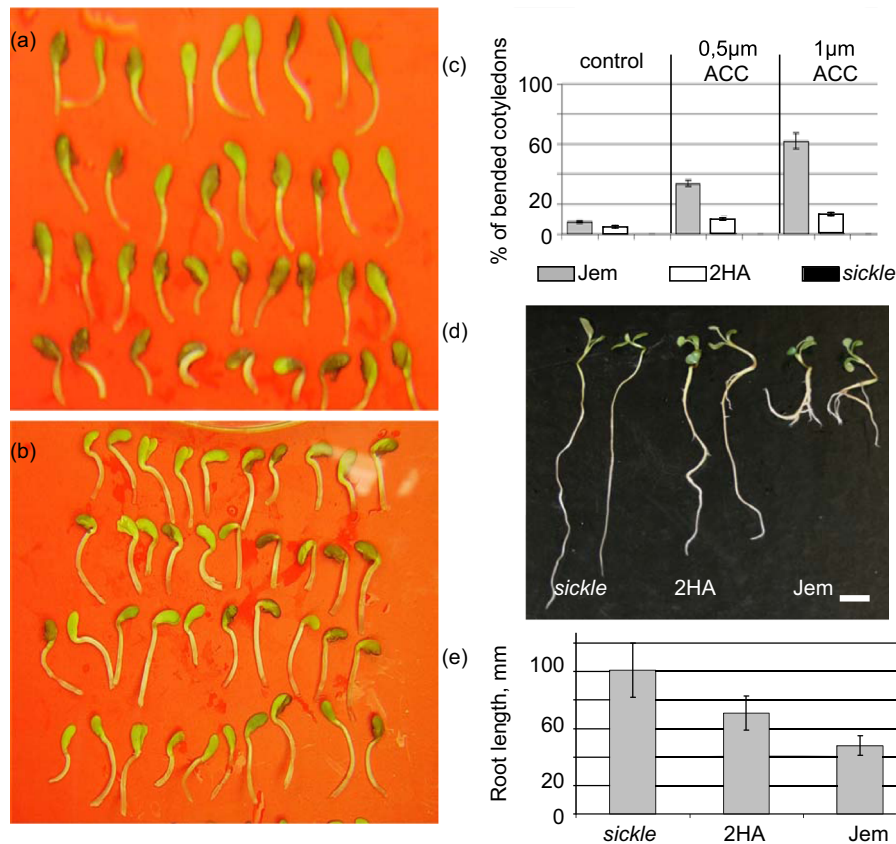 (a)
(b)
(c)
% of bended cotyledons
100
60
20
0
control
0,5µm
ACC
1µm
ACC
Jem
2HA
sickle
(d)
sickle
2HA
Jem
(e)
Root length, mm
100
60
20
0
sickle
2HA
Jem